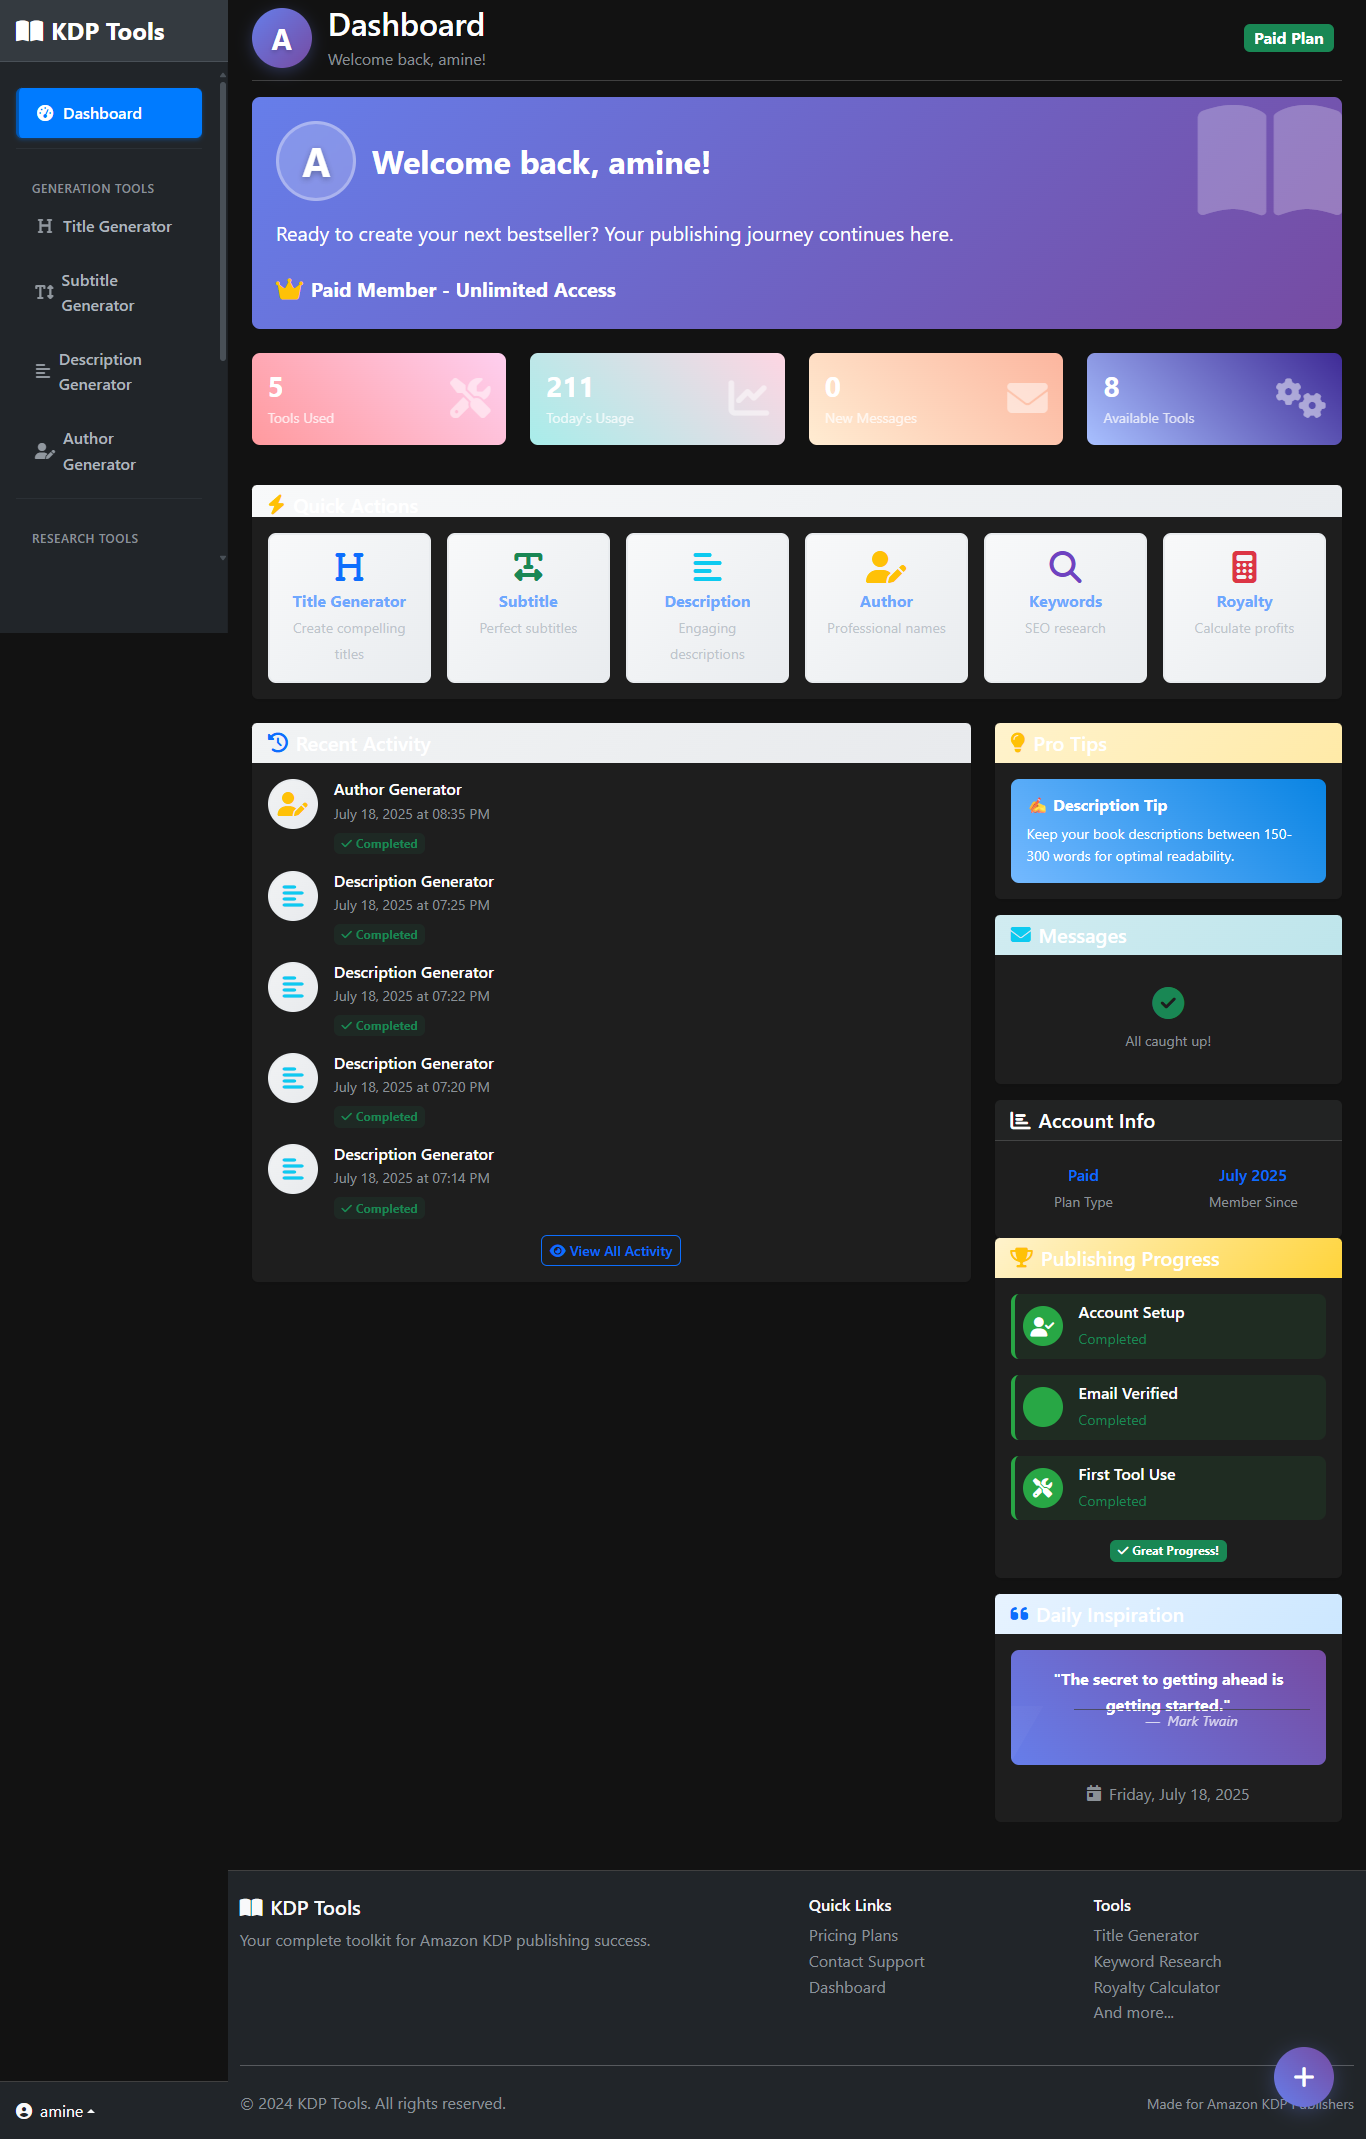 KDP Tools
Dashboard
GENERATION TOOLS
Title Generator
Subtitle
Generator
Description
Generator
Author
Generator
RESEARCH TOOLS
amine
A
Dashboard
Welcome back, amine!
Paid Plan
A
Welcome back, amine!
Ready to create your next bestseller? Your publishing journey continues here.
Paid Member - Unlimited Access
5
Tools Used
211
Today's Usage
0
New Messages
8
Available Tools
Quick Actions
Title Generator
Create compelling
titles
Subtitle
Perfect subtitles
Description
Engaging
descriptions
Author
Professional names
Keywords
SEO research
Royalty
Calculate profits
Recent Activity
Author Generator
July 18, 2025 at 08:35 PM
Completed
Description Generator
July 18, 2025 at 07:25 PM
Completed
Description Generator
July 18, 2025 at 07:22 PM
Completed
Description Generator
July 18, 2025 at 07:20 PM
Completed
Description Generator
July 18, 2025 at 07:14 PM
Completed
View All Activity
Pro Tips
✍️ Description Tip
Keep your book descriptions between 150-
300 words for optimal readability.
Messages
All caught up!
Account Info
Paid
Plan Type
July 2025
Member Since
Publishing Progress
Account Setup
Completed
Email Verified
Completed
First Tool Use
Completed
Great Progress!
Daily Inspiration
"The secret to getting ahead is
getting started."
— Mark Twain
Friday, July 18, 2025
KDP Tools
Your complete toolkit for Amazon KDP publishing success.
Quick Links
Pricing Plans
Contact Support
Dashboard
Tools
Title Generator
Keyword Research
Royalty Calculator
And more...
© 2024 KDP Tools. All rights reserved.
Made for Amazon KDP Publishers